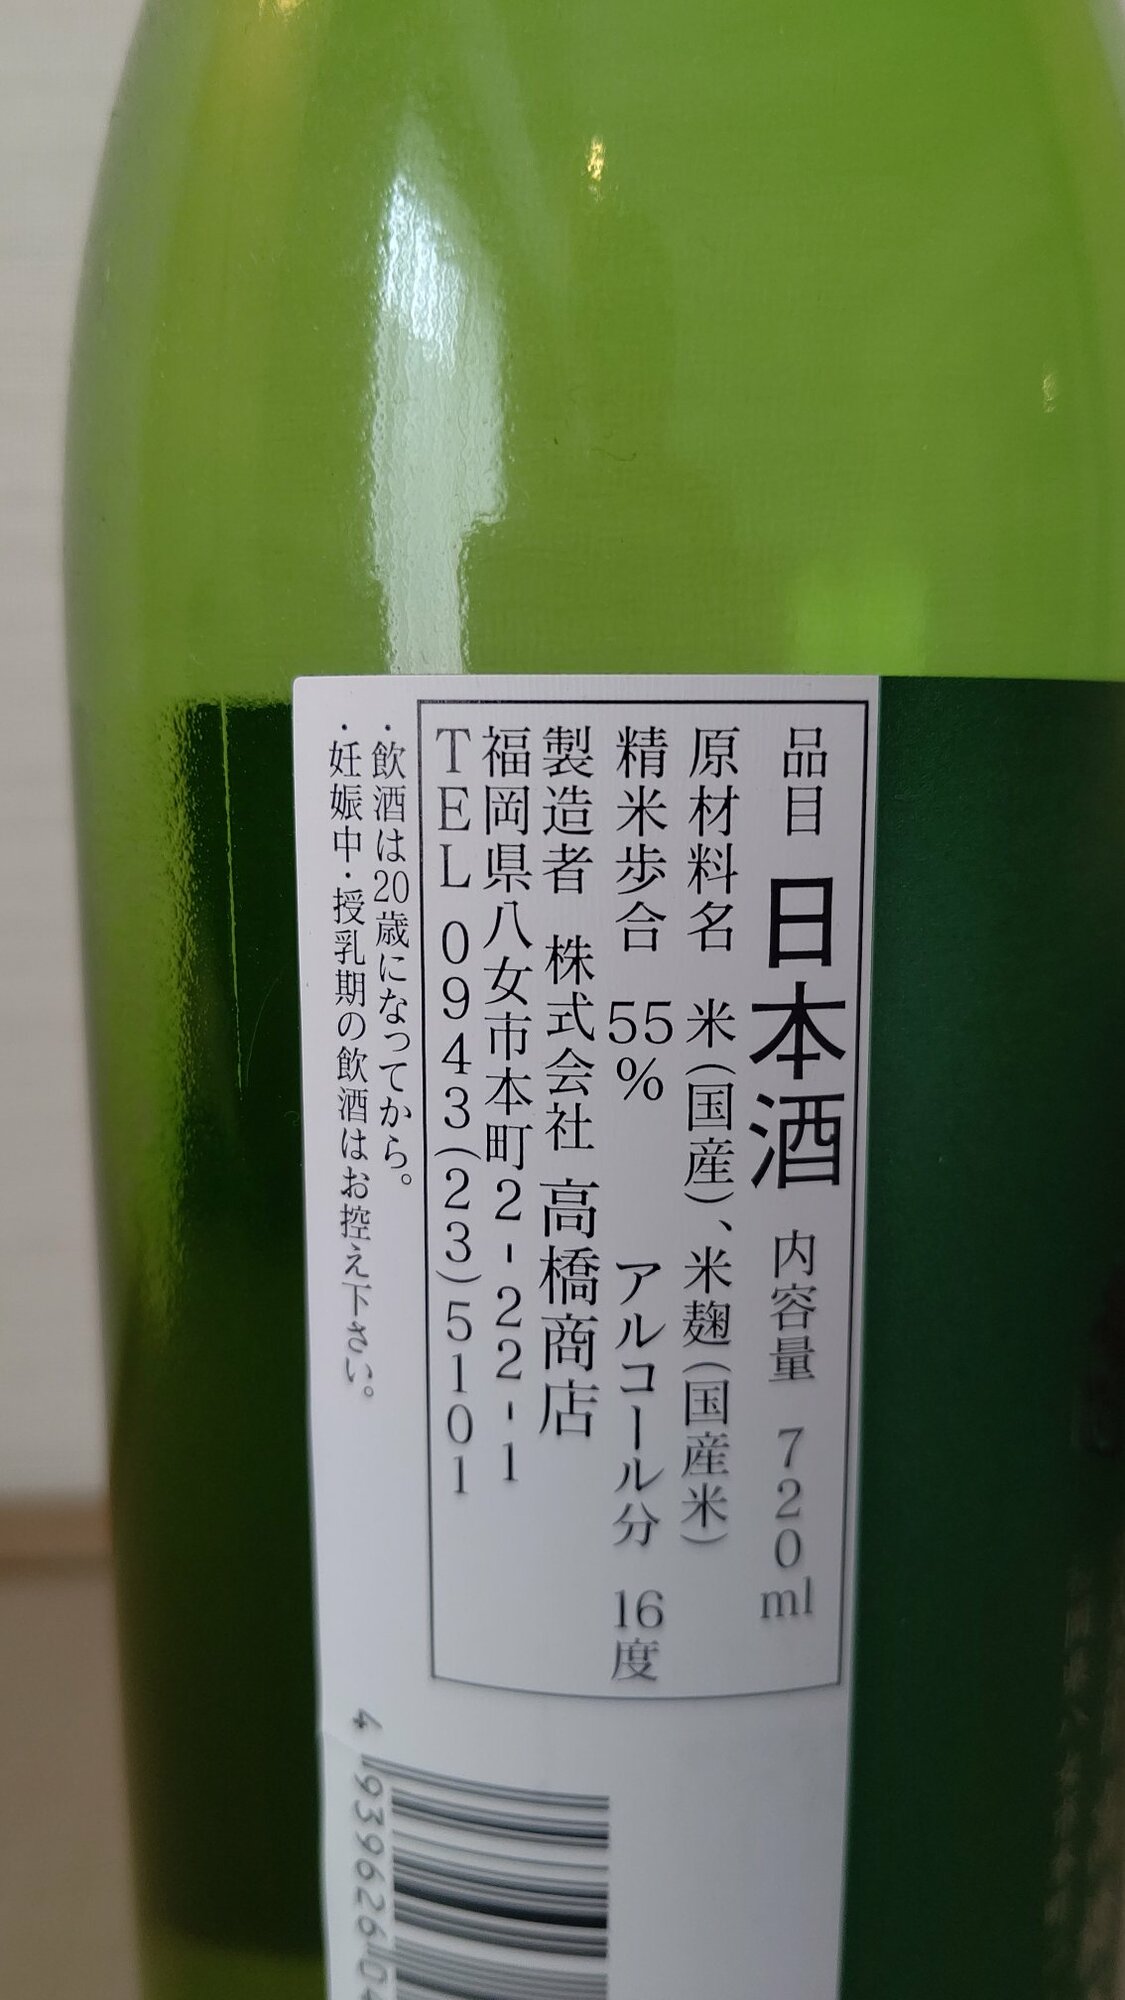 品目 日本酒 内容量 720ml
原材料名 米(国産)、米麹(国産米)
精米歩合 55% アルコール分 16度
製造者 株式会社 高橋商店
福岡県八女市本町2-22-1
TEL 0943(23)5101
・飲酒は20歳になってから。
・妊娠中・授乳期の飲酒はお控え下さい。
4 939626 0